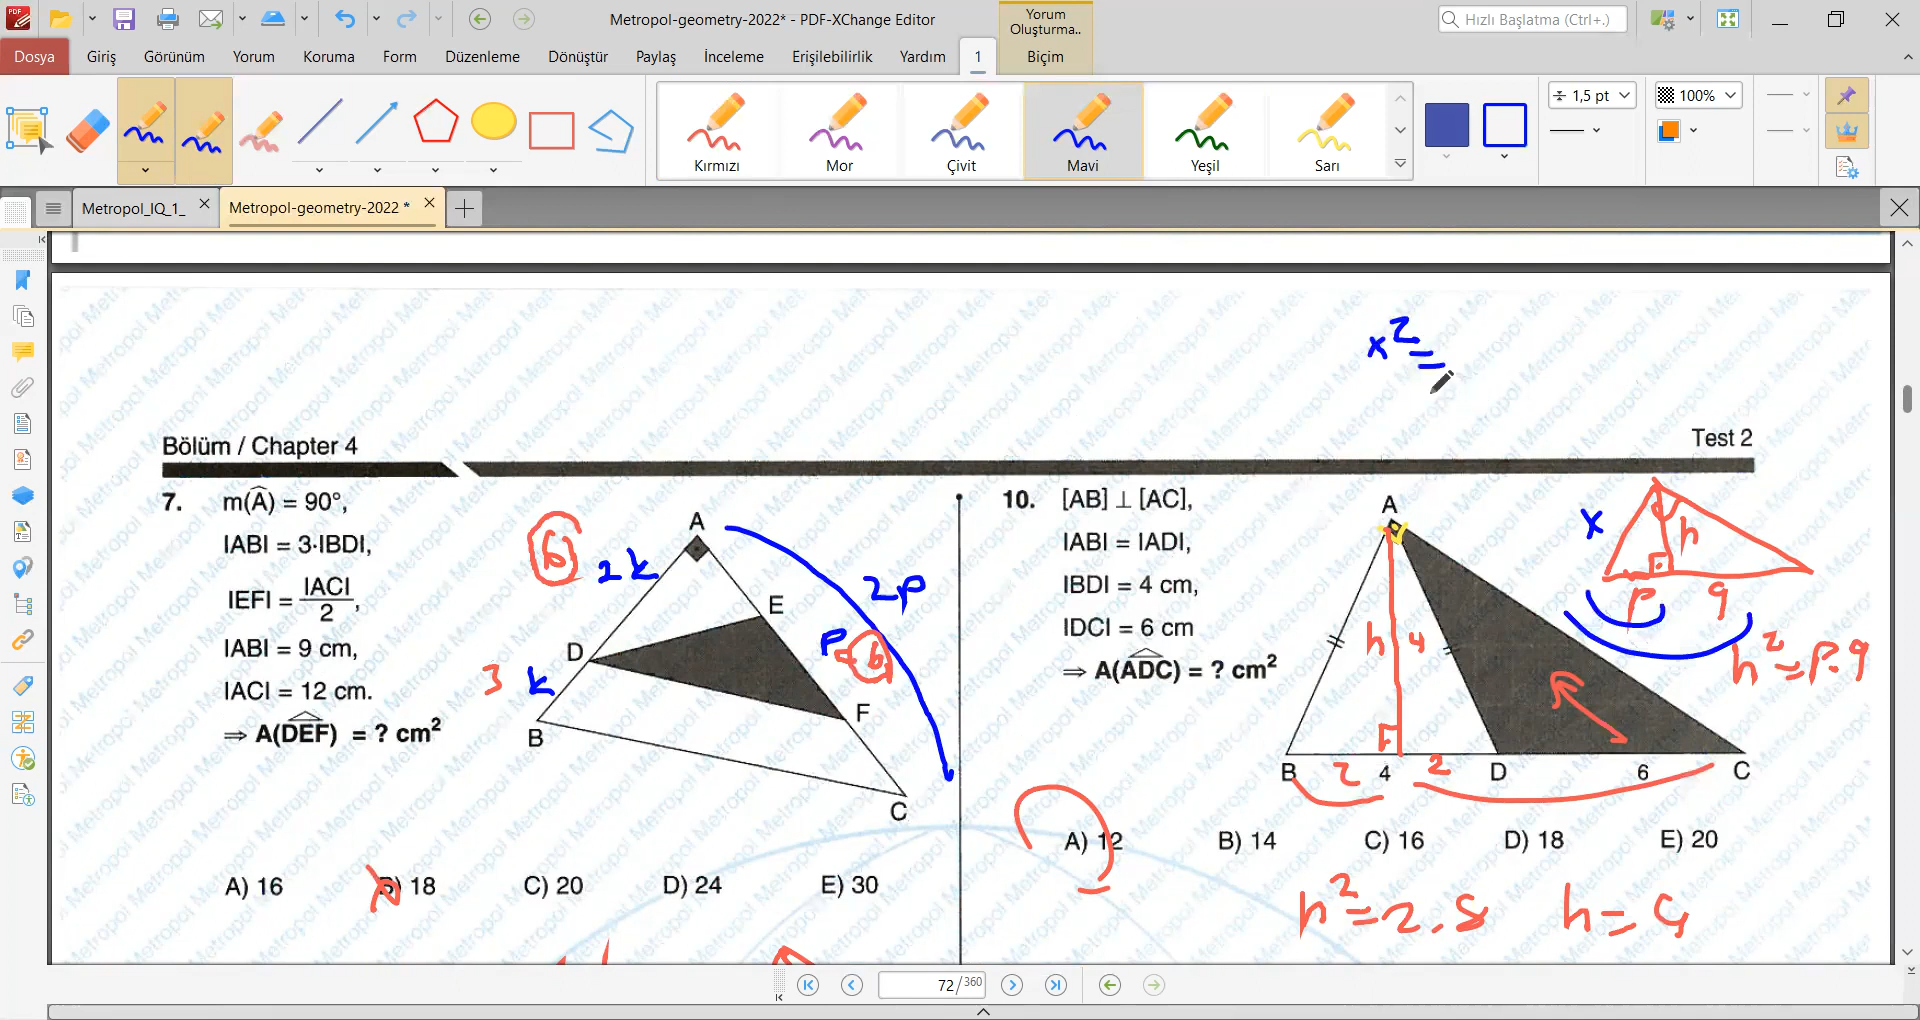 Metropol-geometry-2022* - PDF-XChange Editor
Yorum
Oluşturma..
Hızlı Başlatma (Ctrl+.)
Dosya Giriş Görünüm Yorum Koruma Form Düzenleme Dönüştür Paylaş İnceleme Erişilebilirlik Yardım 1 Biçim
Kırmızı Mor Çivit Mavi Yeşil Sarı
1,5 pt
100%
Metropol_IQ_1_
Metropol-geometry-2022 *
x² =
Bölüm / Chapter 4
Test 2
7. m(Â) = 90°,
IABI = 3·IBDI,
IEFI = IACI/2,
IABI = 9 cm,
IACI = 12 cm.
⇒ A(DEF) = ? cm²
A
E
D
F
B
C
6
2k
2p
p
6
3
k
A) 16 B) 18 C) 20 D) 24 E) 30
10. [AB] ⊥ [AC],
IABI = IADI,
IBDI = 4 cm,
IDCI = 6 cm
⇒ A(ADC) = ? cm²
A
x
h
p
q
h² = p.q
h 4
B 2 4 2 D 6 C
A) 12 B) 14 C) 16 D) 18 E) 20
h² = 2.8 h = 4
72/360